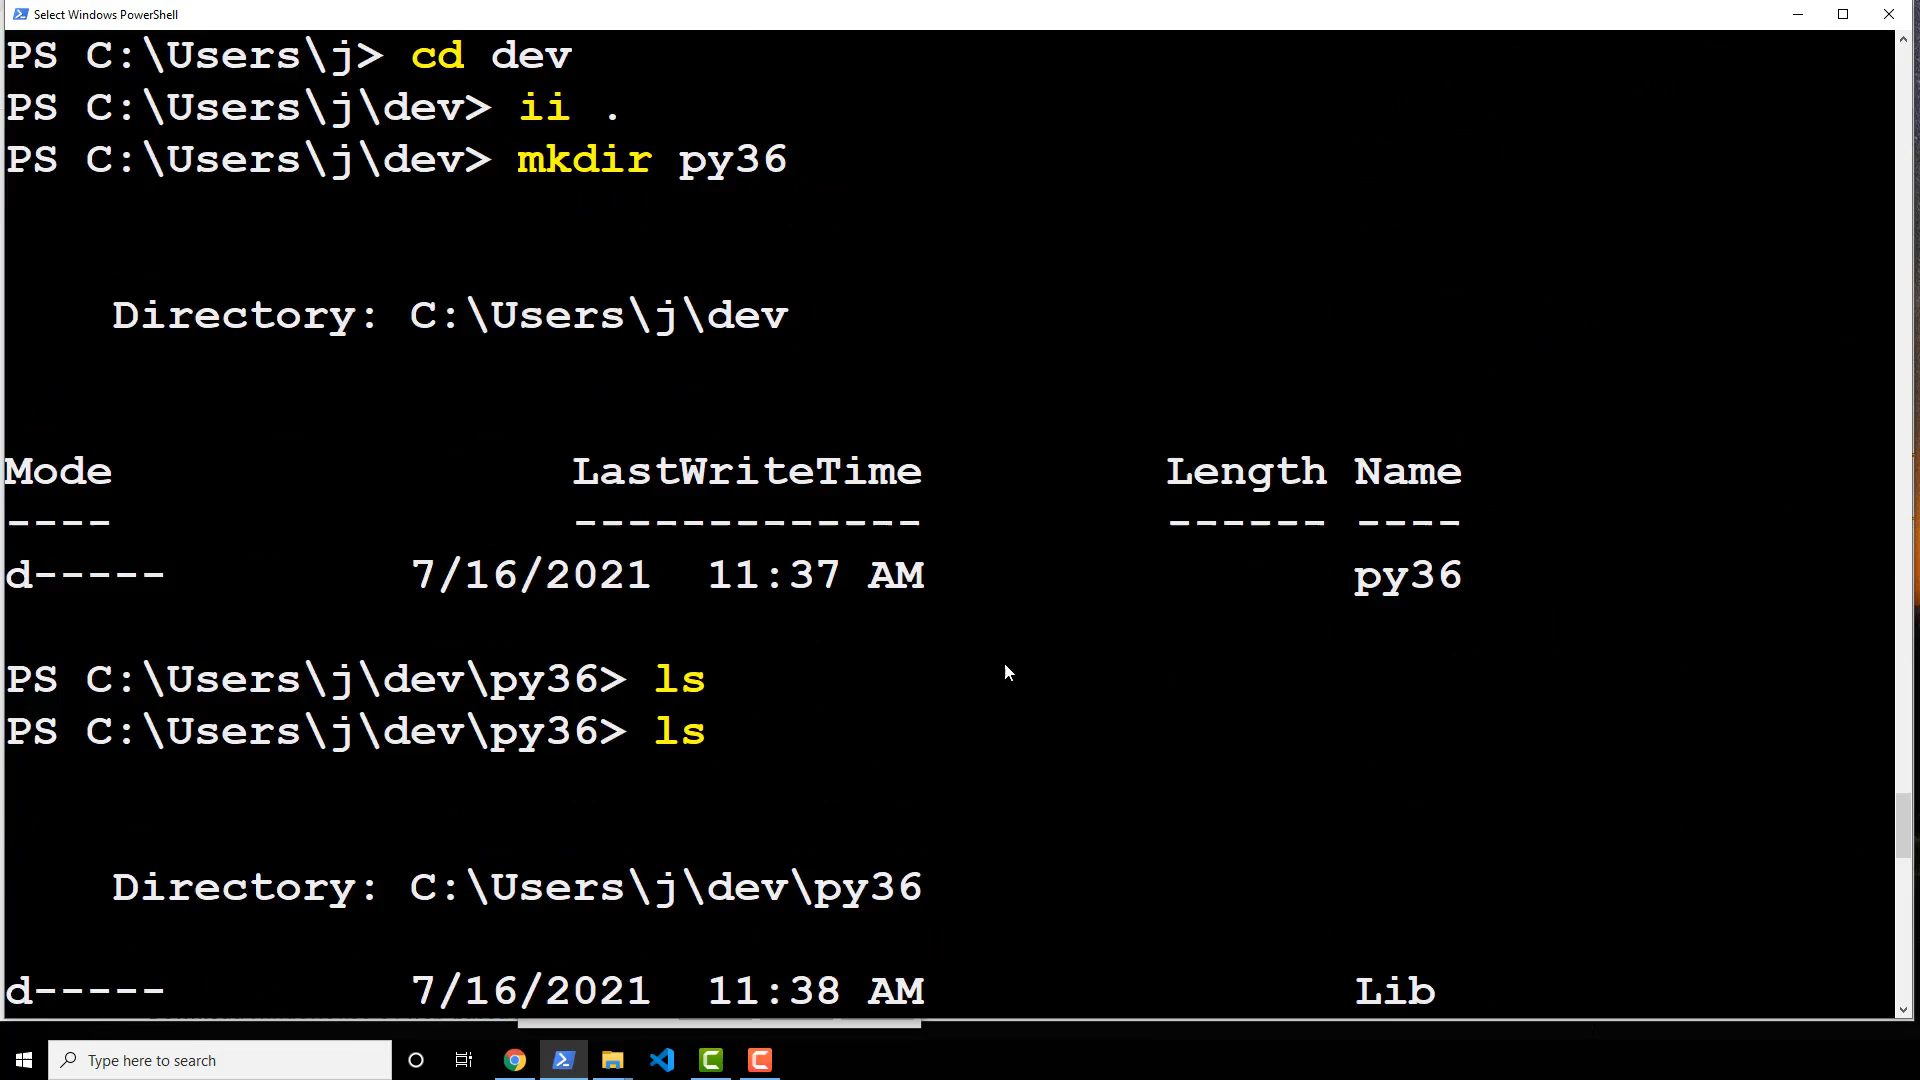 Select Windows PowerShell
PS C:\Users\j> cd dev
PS C:\Users\j\dev> ii .
PS C:\Users\j\dev> mkdir py36
Directory: C:\Users\j\dev
Mode LastWriteTime Length Name
---- ------------- ------ ----
d----- 7/16/2021 11:37 AM py36
PS C:\Users\j\dev\py36> ls
PS C:\Users\j\dev\py36> ls
Directory: C:\Users\j\dev\py36
d----- 7/16/2021 11:38 AM Lib
Type here to search